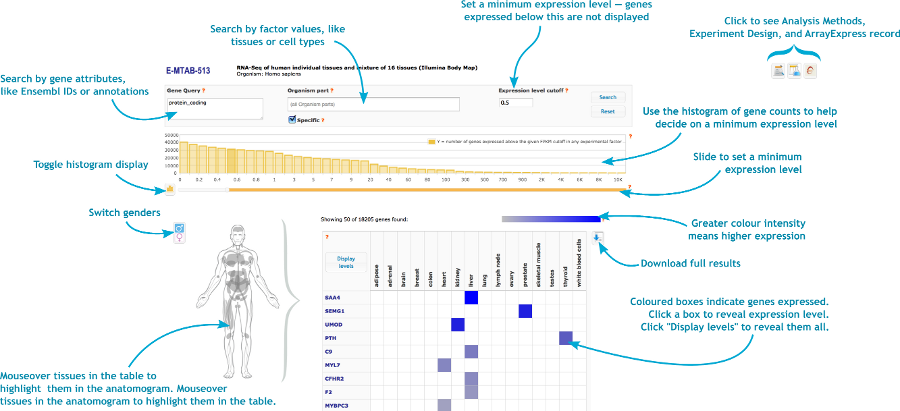 Set a minimum expression level — genes
expressed below this are not displayed
Search by factor values, like
tissues or cell types
Click to see Analysis Methods,
Experiment Design, and ArrayExpress record
Search by gene attributes,
like Ensembl IDs or annotations
E-MTAB-513
RNA-Seq of human individual tissues and mixture of 16 tissues (Illumina Body Map)
Organism: Homo sapiens
Gene Query ?
protein_coding
Organism part ?
(all Organism parts)
Specific ?
Expression level cutoff ?
0.5
Search
Reset
Use the histogram of gene counts to help
decide on a minimum expression level
50000
40000
30000
20000
10000
0
Y = number of genes expressed above the given FPKM cutoff in any experimental factor
?
0 0.2 0.4 0.6 0.8 1 3 5 7 9 20 40 60 80 100 300 500 700 900 2K 4K 6K 8K 10K
Toggle histogram display
Slide to set a minimum
expression level
?
Switch genders
Showing 50 of 18205 genes found:
Greater colour intensity
means higher expression
Download full results
?
Display
levels
adipose
adrenal
brain
breast
colon
heart
kidney
liver
lung
lymph node
ovary
prostate
skeletal muscle
testes
thyroid
white blood cells
SAA4
SEMG1
UMOD
PTH
C9
MYL7
CFHR2
F2
MYBPC3
Coloured boxes indicate genes expressed.
Click a box to reveal expression level.
Click "Display levels" to reveal them all.
Mouseover tissues in the table to
highlight them in the anatomogram. Mouseover
tissues in the anatomogram to highlight them in the table.